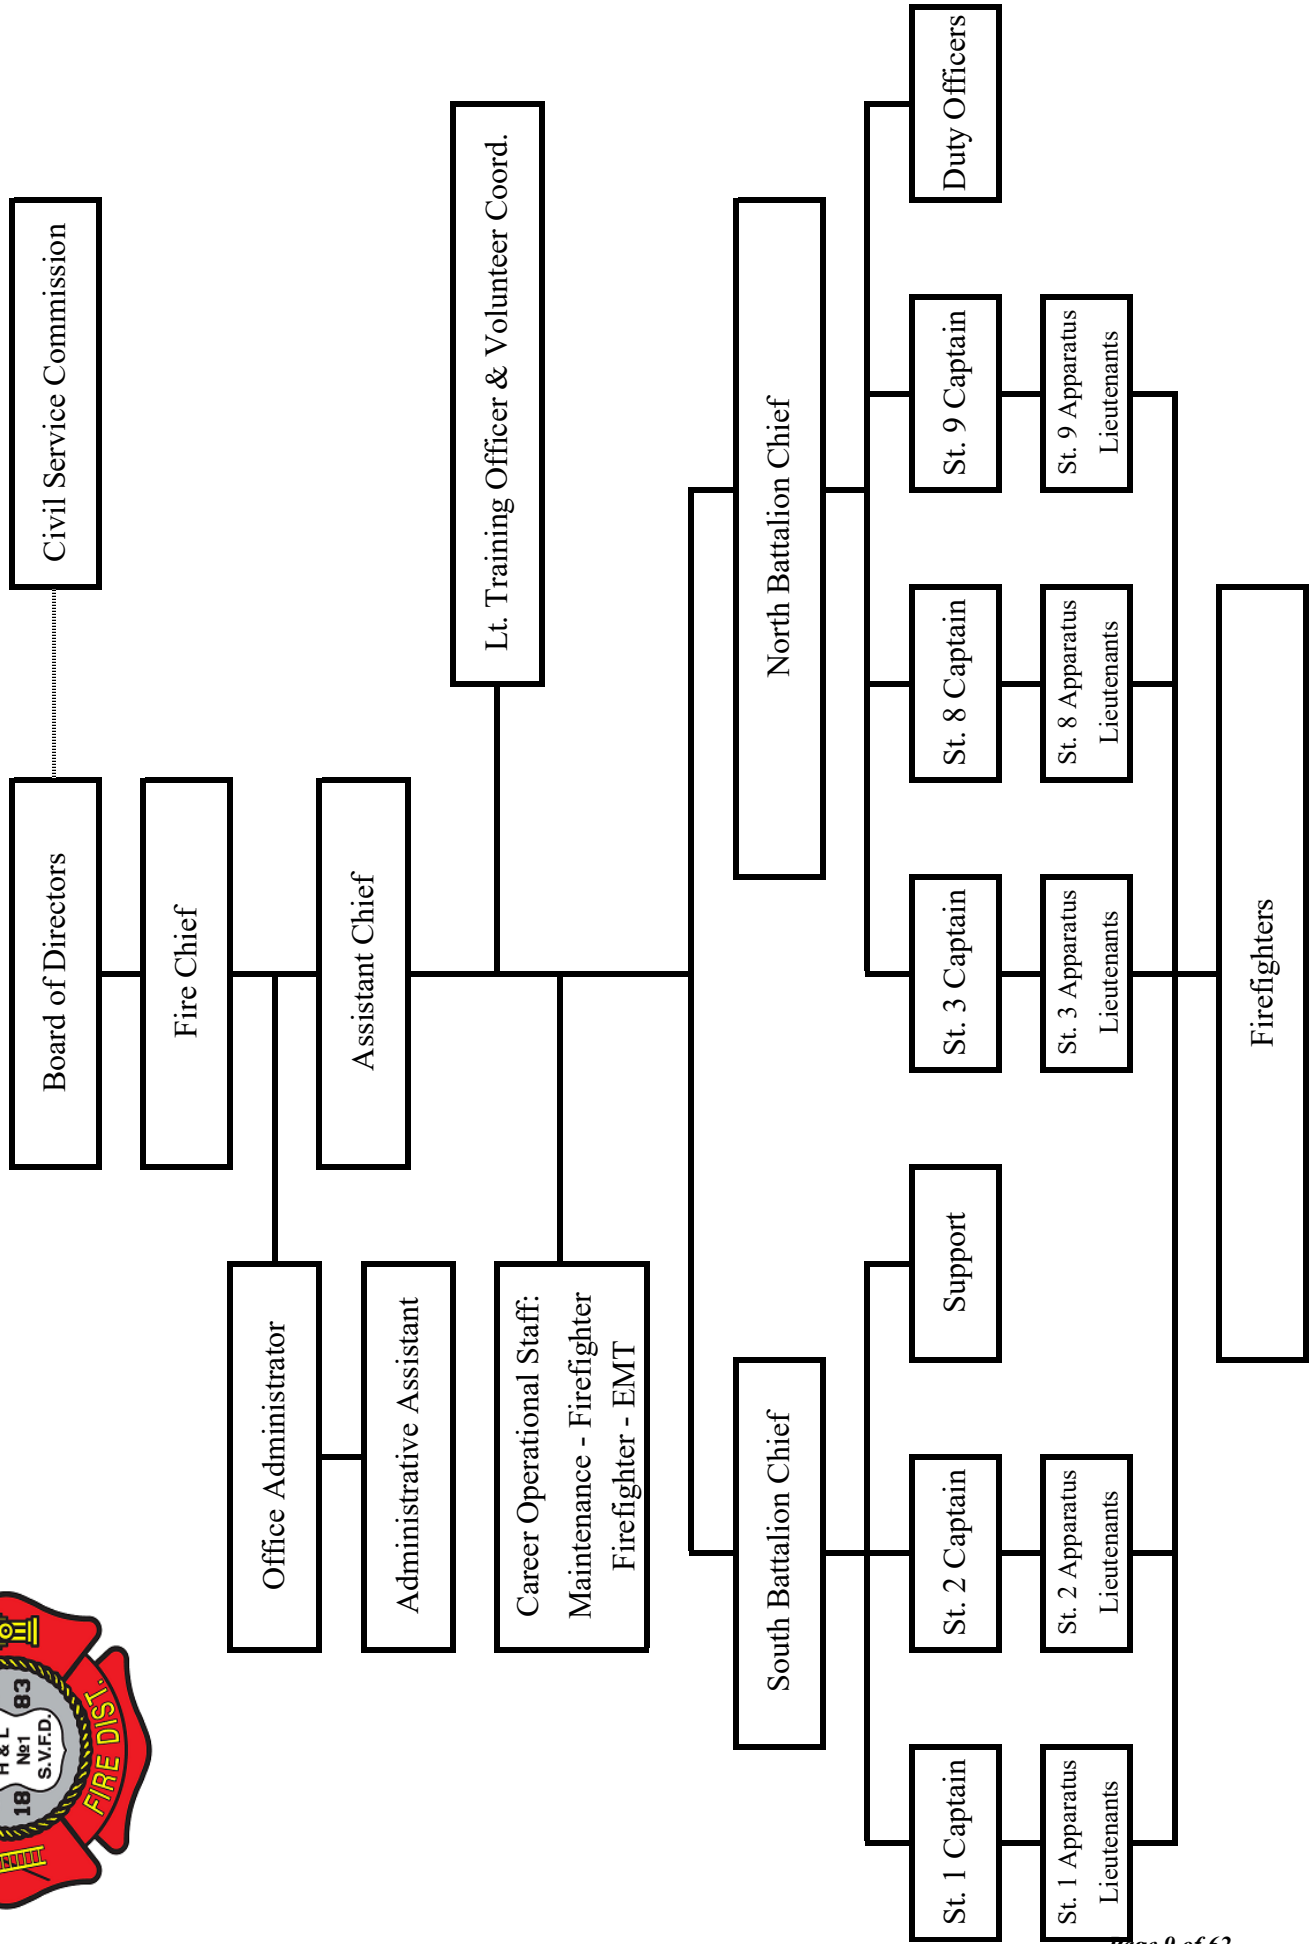 Board of Directors
Civil Service Commission
Fire Chief
Office Administrator
Assistant Chief
Administrative Assistant
Lt. Training Officer & Volunteer Coord.
Career Operational Staff:
Maintenance - Firefighter
Firefighter - EMT
South Battalion Chief
North Battalion Chief
St. 1 Captain
St. 2 Captain
Support
St. 3 Captain
St. 8 Captain
St. 9 Captain
Duty Officers
St. 1 Apparatus
Lieutenants
St. 2 Apparatus
Lieutenants
St. 3 Apparatus
Lieutenants
St. 8 Apparatus
Lieutenants
St. 9 Apparatus
Lieutenants
Firefighters
H & L
18 №1 83
S.V.F.D.
FIRE DIST.
Page 9 of 62